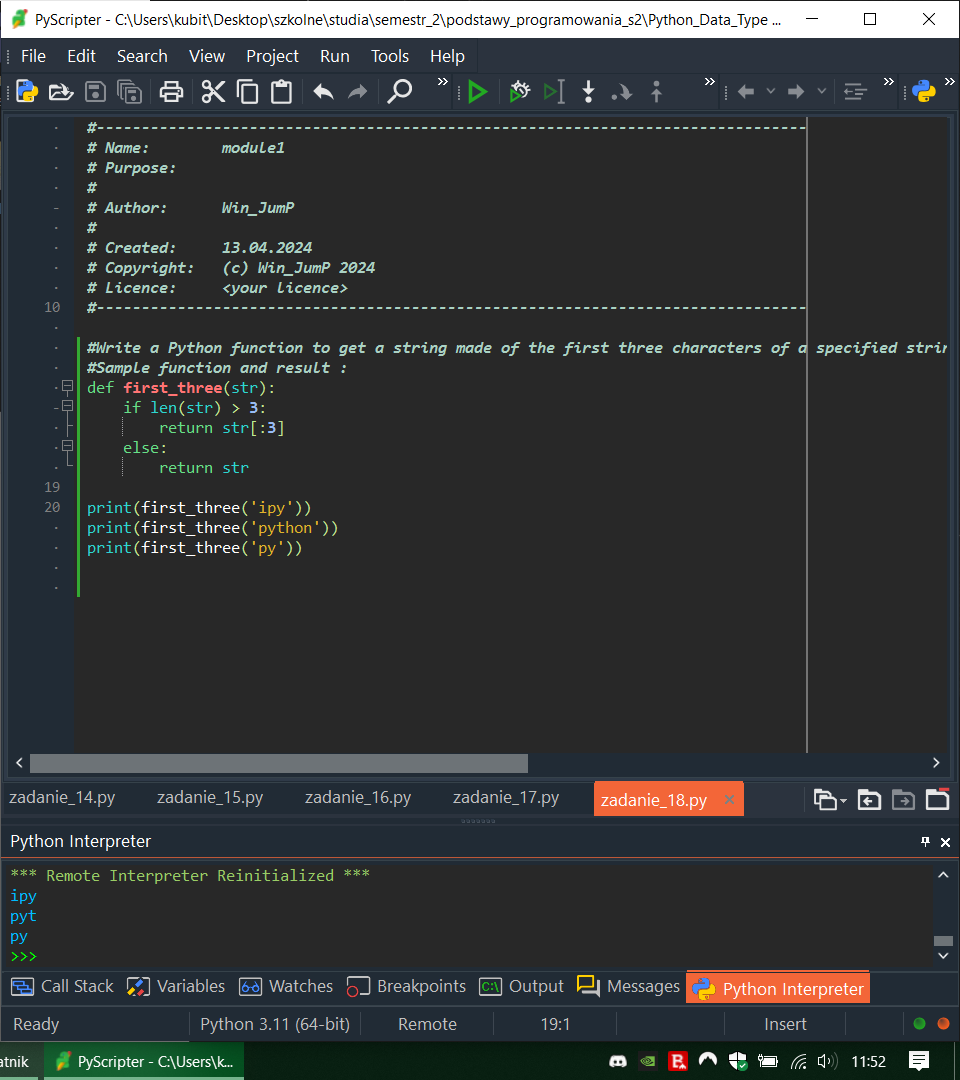 PyScripter - C:\Users\kubit\Desktop\szkolne\studia\semestr_2\podstawy_programowania_s2\Python_Data_Type ...
File Edit Search View Project Run Tools Help
#------------------------------------------------------------------------------
# Name:        module1
# Purpose:
#
# Author:      Win_JumP
#
# Created:     13.04.2024
# Copyright:   (c) Win_JumP 2024
# Licence:     <your licence>
10 #------------------------------------------------------------------------------
#Write a Python function to get a string made of the first three characters of a specified strin
#Sample function and result :
def first_three(str):
    if len(str) > 3:
        return str[:3]
    else:
        return str
19
20 print(first_three('ipy'))
print(first_three('python'))
print(first_three('py'))
zadanie_14.py zadanie_15.py zadanie_16.py zadanie_17.py zadanie_18.py ×
Python Interpreter
*** Remote Interpreter Reinitialized ***
ipy
pyt
py
>>>
Call Stack Variables Watches Breakpoints C:\ Output Messages Python Interpreter
Ready Python 3.11 (64-bit) Remote 19:1 Insert
atnik PyScripter - C:\Users\k... 11:52